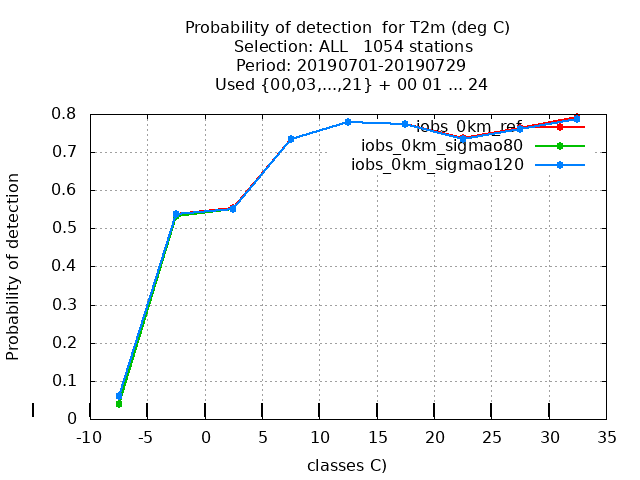 Probability of detection  for T2m (deg C)
Selection: ALL   1054 stations
Period: 20190701-20190729
Used {00,03,...,21} + 00 01 ... 24
Probability of detection
0.8
0.7
0.6
0.5
0.4
0.3
0.2
0.1
0
iobs_0km_ref
iobs_0km_sigmao80
iobs_0km_sigmao120
-10 -5 0 5 10 15 20 25 30 35
classes C)